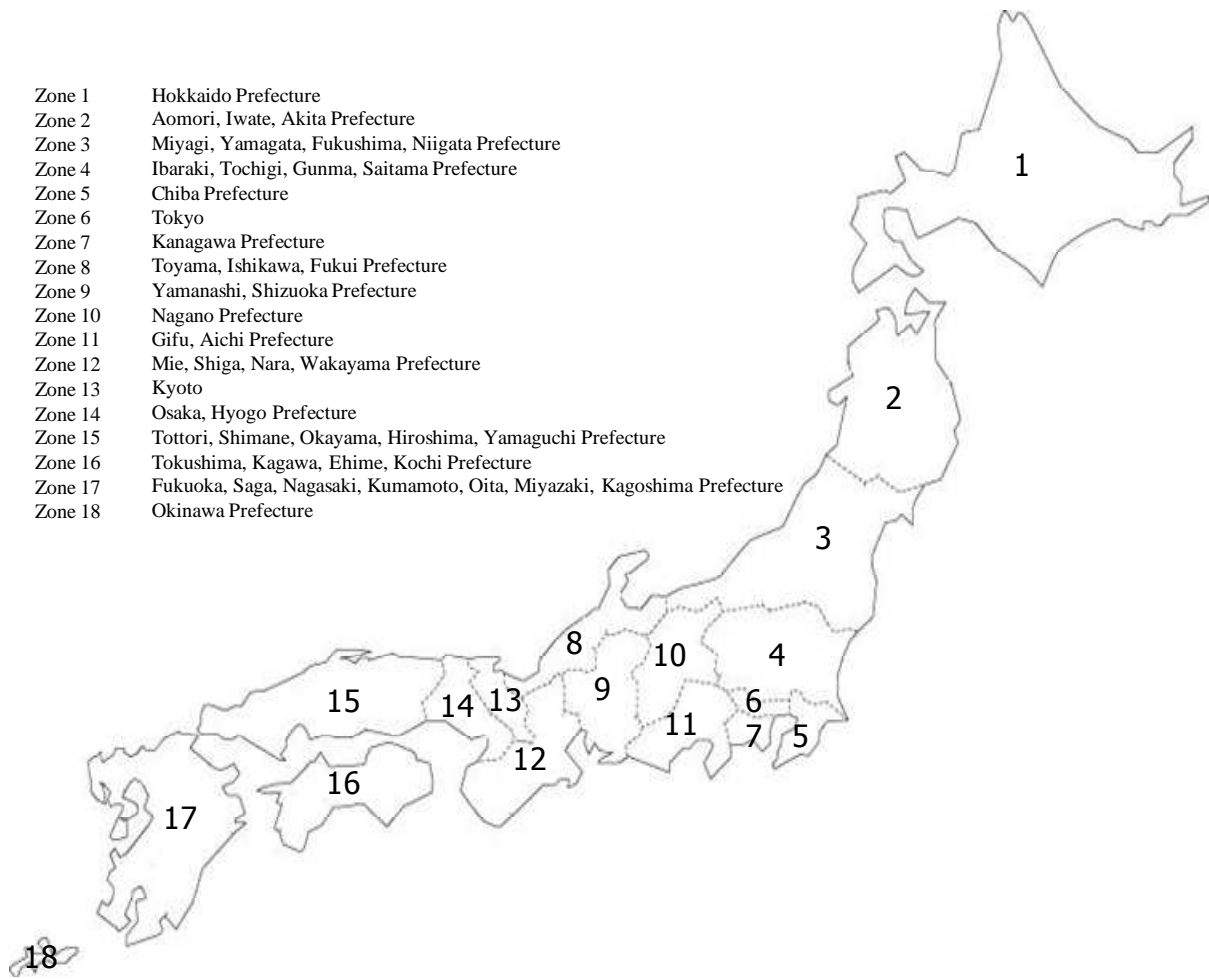 Zone 1 Hokkaido Prefecture
Zone 2 Aomori, Iwate, Akita Prefecture
Zone 3 Miyagi, Yamagata, Fukushima, Niigata Prefecture
Zone 4 Ibaraki, Tochigi, Gunma, Saitama Prefecture
Zone 5 Chiba Prefecture
Zone 6 Tokyo
Zone 7 Kanagawa Prefecture
Zone 8 Toyama, Ishikawa, Fukui Prefecture
Zone 9 Yamanashi, Shizuoka Prefecture
Zone 10 Nagano Prefecture
Zone 11 Gifu, Aichi Prefecture
Zone 12 Mie, Shiga, Nara, Wakayama Prefecture
Zone 13 Kyoto
Zone 14 Osaka, Hyogo Prefecture
Zone 15 Tottori, Shimane, Okayama, Hiroshima, Yamaguchi Prefecture
Zone 16 Tokushima, Kagawa, Ehime, Kochi Prefecture
Zone 17 Fukuoka, Saga, Nagasaki, Kumamoto, Oita, Miyazaki, Kagoshima Prefecture
Zone 18 Okinawa Prefecture
1
2
3
8
10
4
9
13
15
14
6
11
7
5
12
16
17
18